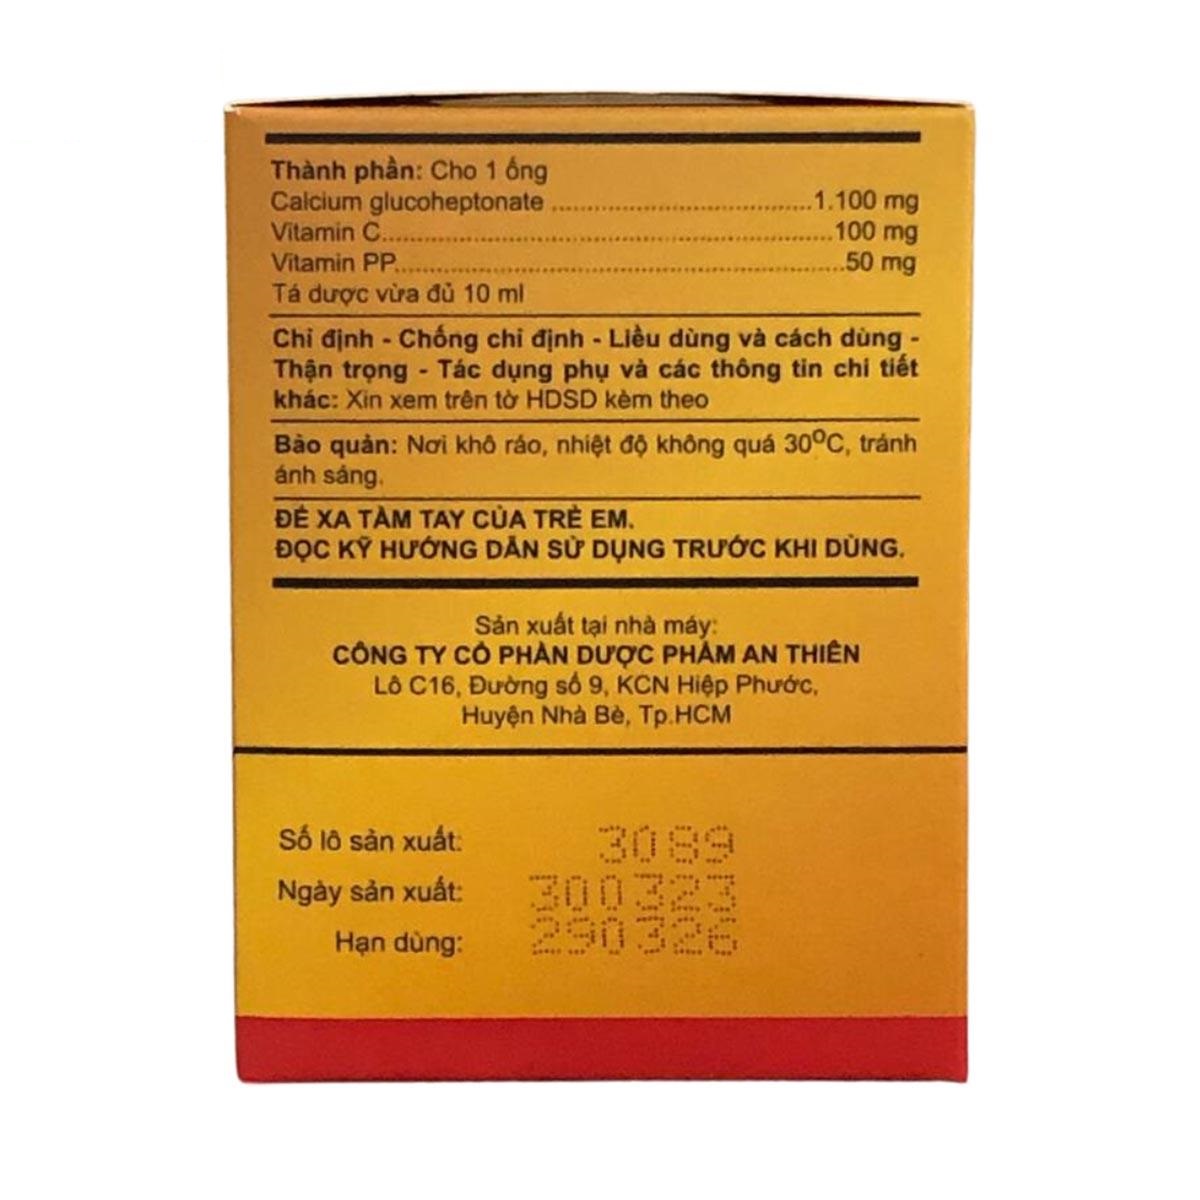 Thành phần: Cho 1 ống
Calcium glucoheptonate ........................................1.100 mg
Vitamin C....................................................................100 mg
Vitamin PP...................................................................50 mg
Tá dược vừa đủ 10 ml
Chỉ định - Chống chỉ định - Liều dùng và cách dùng -
Thận trọng - Tác dụng phụ và các thông tin chi tiết
khác: Xin xem trên tờ HDSD kèm theo
Bảo quản: Nơi khô ráo, nhiệt độ không quá 30ºC, tránh
ánh sáng.
ĐỂ XA TẦM TAY CỦA TRẺ EM.
ĐỌC KỸ HƯỚNG DẪN SỬ DỤNG TRƯỚC KHI DÙNG.
Sản xuất tại nhà máy:
CÔNG TY CỔ PHẦN DƯỢC PHẨM AN THIÊN
Lô C16, Đường số 9, KCN Hiệp Phước,
Huyện Nhà Bè, Tp.HCM
Số lô sản xuất: 3089
Ngày sản xuất: 300323
Hạn dùng: 290326